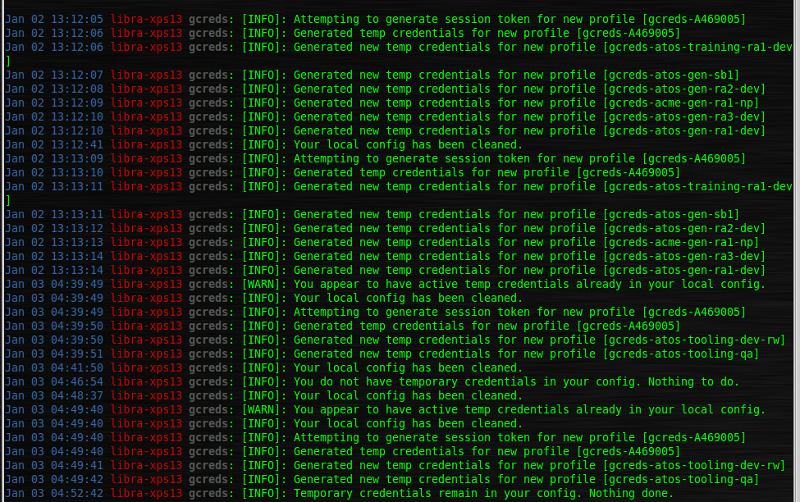 Jan 02 13:12:05 libra-xps13 gcreds: [INFO]: Attempting to generate session token for new profile [gcreds-A469005]
Jan 02 13:12:06 libra-xps13 gcreds: [INFO]: Generated temp credentials for new profile [gcreds-A469005]
Jan 02 13:12:06 libra-xps13 gcreds: [INFO]: Generated new temp credentials for new profile [gcreds-atos-training-ra1-dev
]
Jan 02 13:12:07 libra-xps13 gcreds: [INFO]: Generated new temp credentials for new profile [gcreds-atos-gen-sb1]
Jan 02 13:12:08 libra-xps13 gcreds: [INFO]: Generated new temp credentials for new profile [gcreds-atos-gen-ra2-dev]
Jan 02 13:12:09 libra-xps13 gcreds: [INFO]: Generated new temp credentials for new profile [gcreds-acme-gen-ra1-np]
Jan 02 13:12:10 libra-xps13 gcreds: [INFO]: Generated new temp credentials for new profile [gcreds-atos-gen-ra3-dev]
Jan 02 13:12:10 libra-xps13 gcreds: [INFO]: Generated new temp credentials for new profile [gcreds-atos-gen-ra1-dev]
Jan 02 13:12:41 libra-xps13 gcreds: [INFO]: Your local config has been cleaned.
Jan 02 13:13:09 libra-xps13 gcreds: [INFO]: Attempting to generate session token for new profile [gcreds-A469005]
Jan 02 13:13:10 libra-xps13 gcreds: [INFO]: Generated temp credentials for new profile [gcreds-A469005]
Jan 02 13:13:11 libra-xps13 gcreds: [INFO]: Generated new temp credentials for new profile [gcreds-atos-training-ra1-dev
]
Jan 02 13:13:11 libra-xps13 gcreds: [INFO]: Generated new temp credentials for new profile [gcreds-atos-gen-sb1]
Jan 02 13:13:12 libra-xps13 gcreds: [INFO]: Generated new temp credentials for new profile [gcreds-atos-gen-ra2-dev]
Jan 02 13:13:13 libra-xps13 gcreds: [INFO]: Generated new temp credentials for new profile [gcreds-acme-gen-ra1-np]
Jan 02 13:13:14 libra-xps13 gcreds: [INFO]: Generated new temp credentials for new profile [gcreds-atos-gen-ra3-dev]
Jan 02 13:13:14 libra-xps13 gcreds: [INFO]: Generated new temp credentials for new profile [gcreds-atos-gen-ra1-dev]
Jan 03 04:39:49 libra-xps13 gcreds: [WARN]: You appear to have active temp credentials already in your local config.
Jan 03 04:39:49 libra-xps13 gcreds: [INFO]: Your local config has been cleaned.
Jan 03 04:39:49 libra-xps13 gcreds: [INFO]: Attempting to generate session token for new profile [gcreds-A469005]
Jan 03 04:39:50 libra-xps13 gcreds: [INFO]: Generated temp credentials for new profile [gcreds-A469005]
Jan 03 04:39:50 libra-xps13 gcreds: [INFO]: Generated new temp credentials for new profile [gcreds-atos-tooling-dev-rw]
Jan 03 04:39:51 libra-xps13 gcreds: [INFO]: Generated new temp credentials for new profile [gcreds-atos-tooling-qa]
Jan 03 04:41:50 libra-xps13 gcreds: [INFO]: Your local config has been cleaned.
Jan 03 04:46:54 libra-xps13 gcreds: [INFO]: You do not have temporary credentials in your config. Nothing to do.
Jan 03 04:48:37 libra-xps13 gcreds: [INFO]: Your local config has been cleaned.
Jan 03 04:49:40 libra-xps13 gcreds: [WARN]: You appear to have active temp credentials already in your local config.
Jan 03 04:49:40 libra-xps13 gcreds: [INFO]: Your local config has been cleaned.
Jan 03 04:49:40 libra-xps13 gcreds: [INFO]: Attempting to generate session token for new profile [gcreds-A469005]
Jan 03 04:49:40 libra-xps13 gcreds: [INFO]: Generated temp credentials for new profile [gcreds-A469005]
Jan 03 04:49:41 libra-xps13 gcreds: [INFO]: Generated new temp credentials for new profile [gcreds-atos-tooling-dev-rw]
Jan 03 04:49:42 libra-xps13 gcreds: [INFO]: Generated new temp credentials for new profile [gcreds-atos-tooling-qa]
Jan 03 04:52:42 libra-xps13 gcreds: [INFO]: Temporary credentials remain in your config. Nothing done.